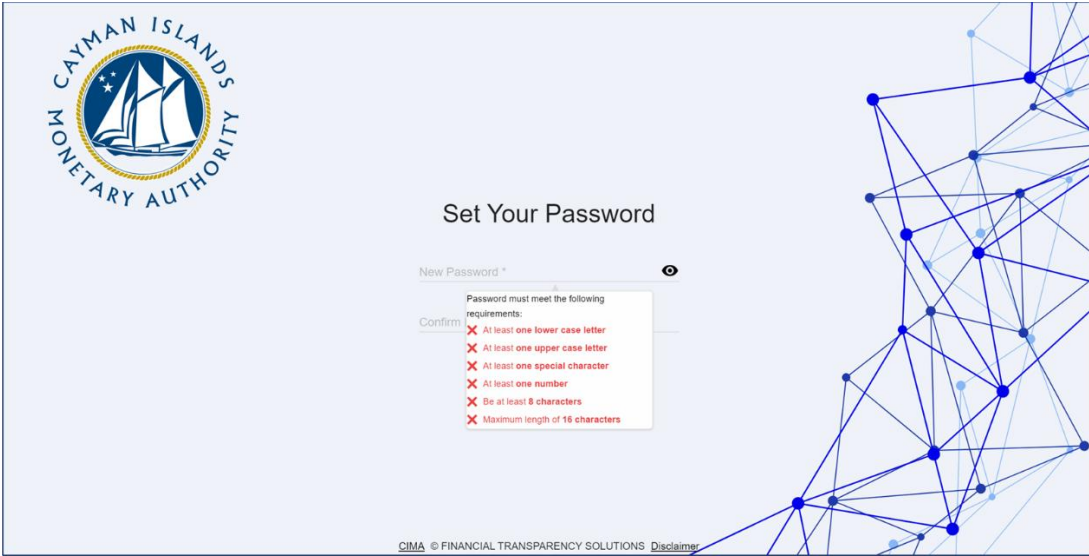 CAYMAN ISLANDS
MONETARY AUTHORITY
Set Your Password
New Password *
Password must meet the following
requirements:
Confirm
At least one lower case letter
At least one upper case letter
At least one special character
At least one number
Be at least 8 characters
Maximum length of 16 characters
CIMA © FINANCIAL TRANSPARENCY SOLUTIONS Disclaimer